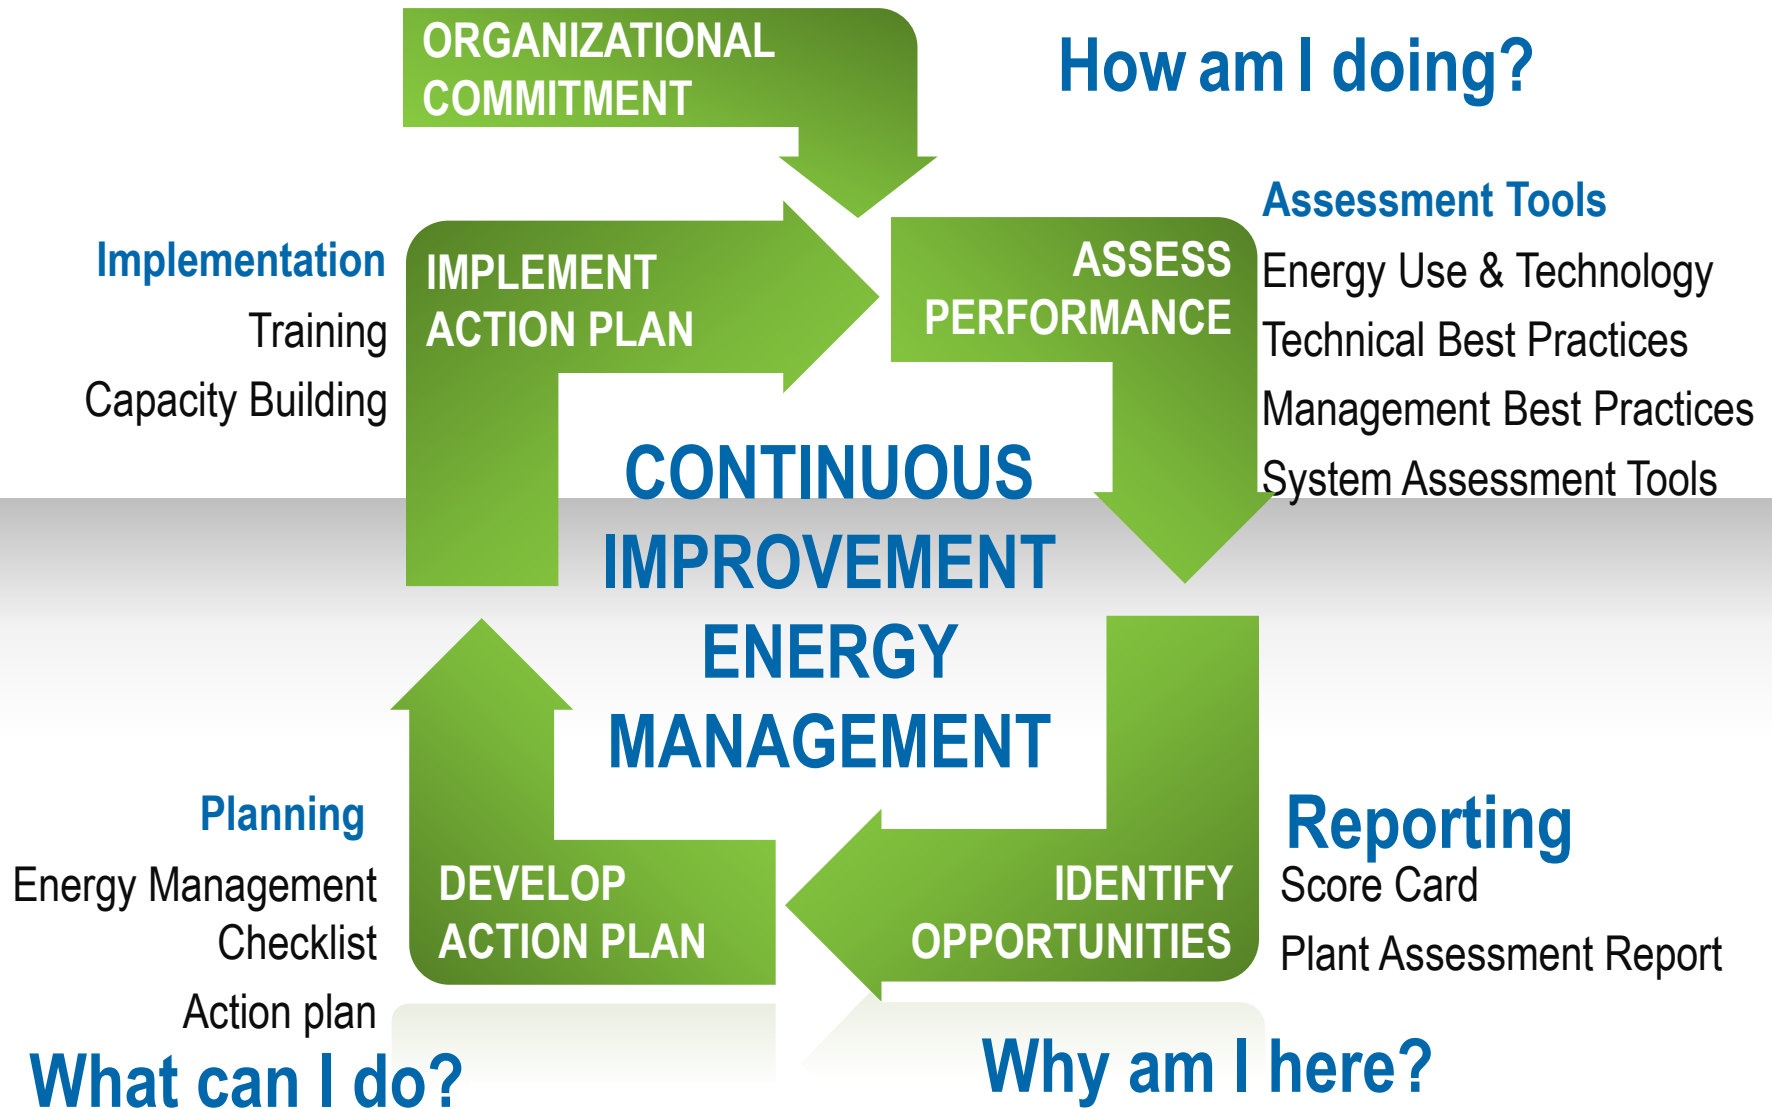 ORGANIZATIONAL
COMMITMENT
How am I doing?
Implementation
Training
Capacity Building
IMPLEMENT
ACTION PLAN
ASSESS
PERFORMANCE
Assessment Tools
Energy Use & Technology
Technical Best Practices
Management Best Practices
System Assessment Tools
CONTINUOUS
IMPROVEMENT
ENERGY
MANAGEMENT
Planning
Energy Management
Checklist
Action plan
DEVELOP
ACTION PLAN
IDENTIFY
OPPORTUNITIES
Reporting
Score Card
Plant Assessment Report
What can I do?
Why am I here?